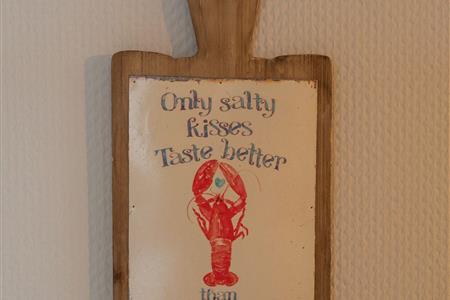 Only salty
kisses
Taste better
than